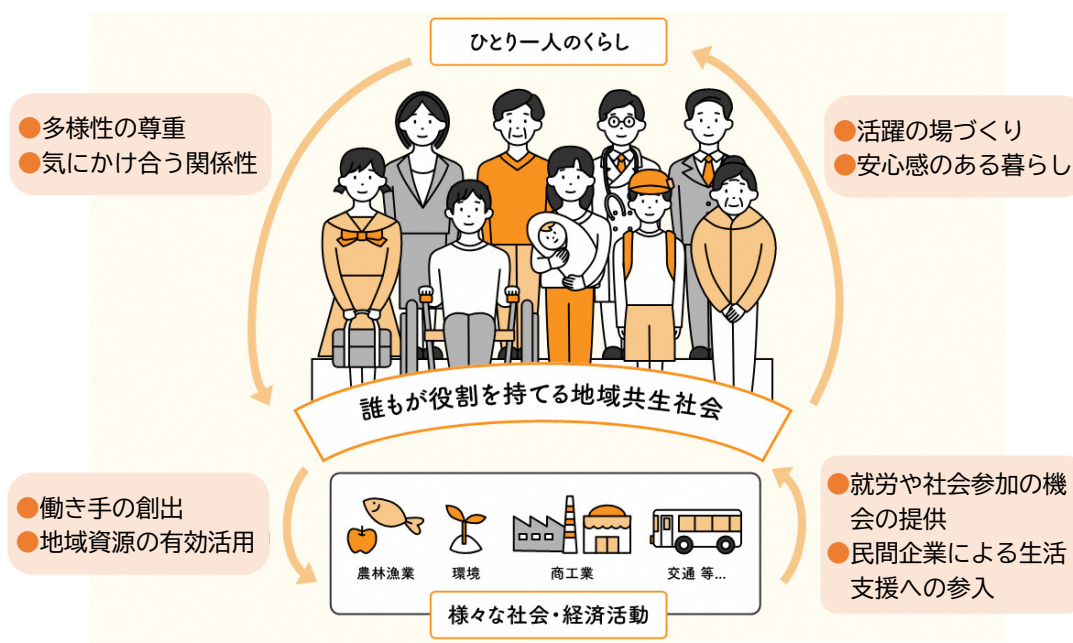 ひとり一人のくらし
●多様性の尊重
●気にかけ合う関係性
●活躍の場づくり
●安心感のある暮らし
誰もが役割を持てる地域共生社会
●働き手の創出
●地域資源の有効活用
●就労や社会参加の機
会の提供
●民間企業による生活
支援への参入
農林漁業
環境
商工業
交通 等...
様々な社会・経済活動